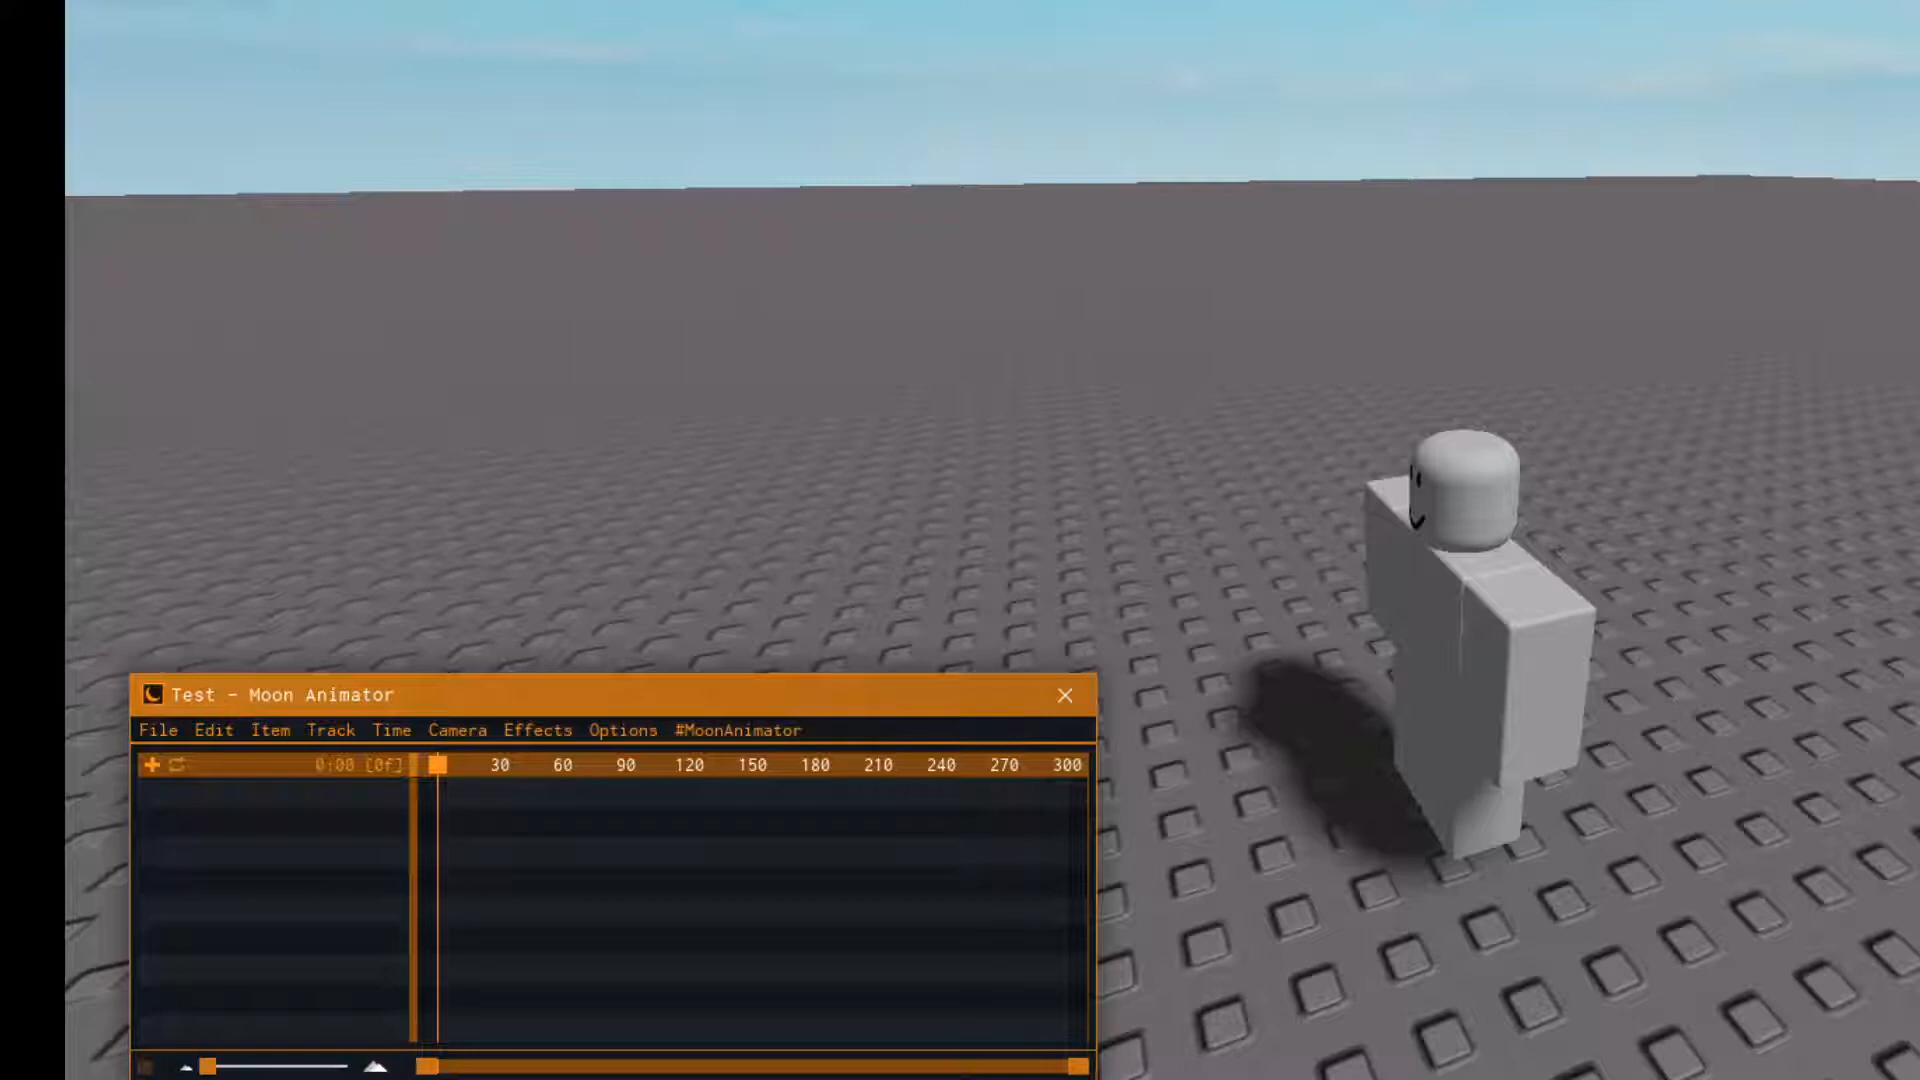 Test - Moon Animator
File Edit Item Track Time Camera Effects Options #MoonAnimator
0:00 [0f] 30 60 90 120 150 180 210 240 270 300